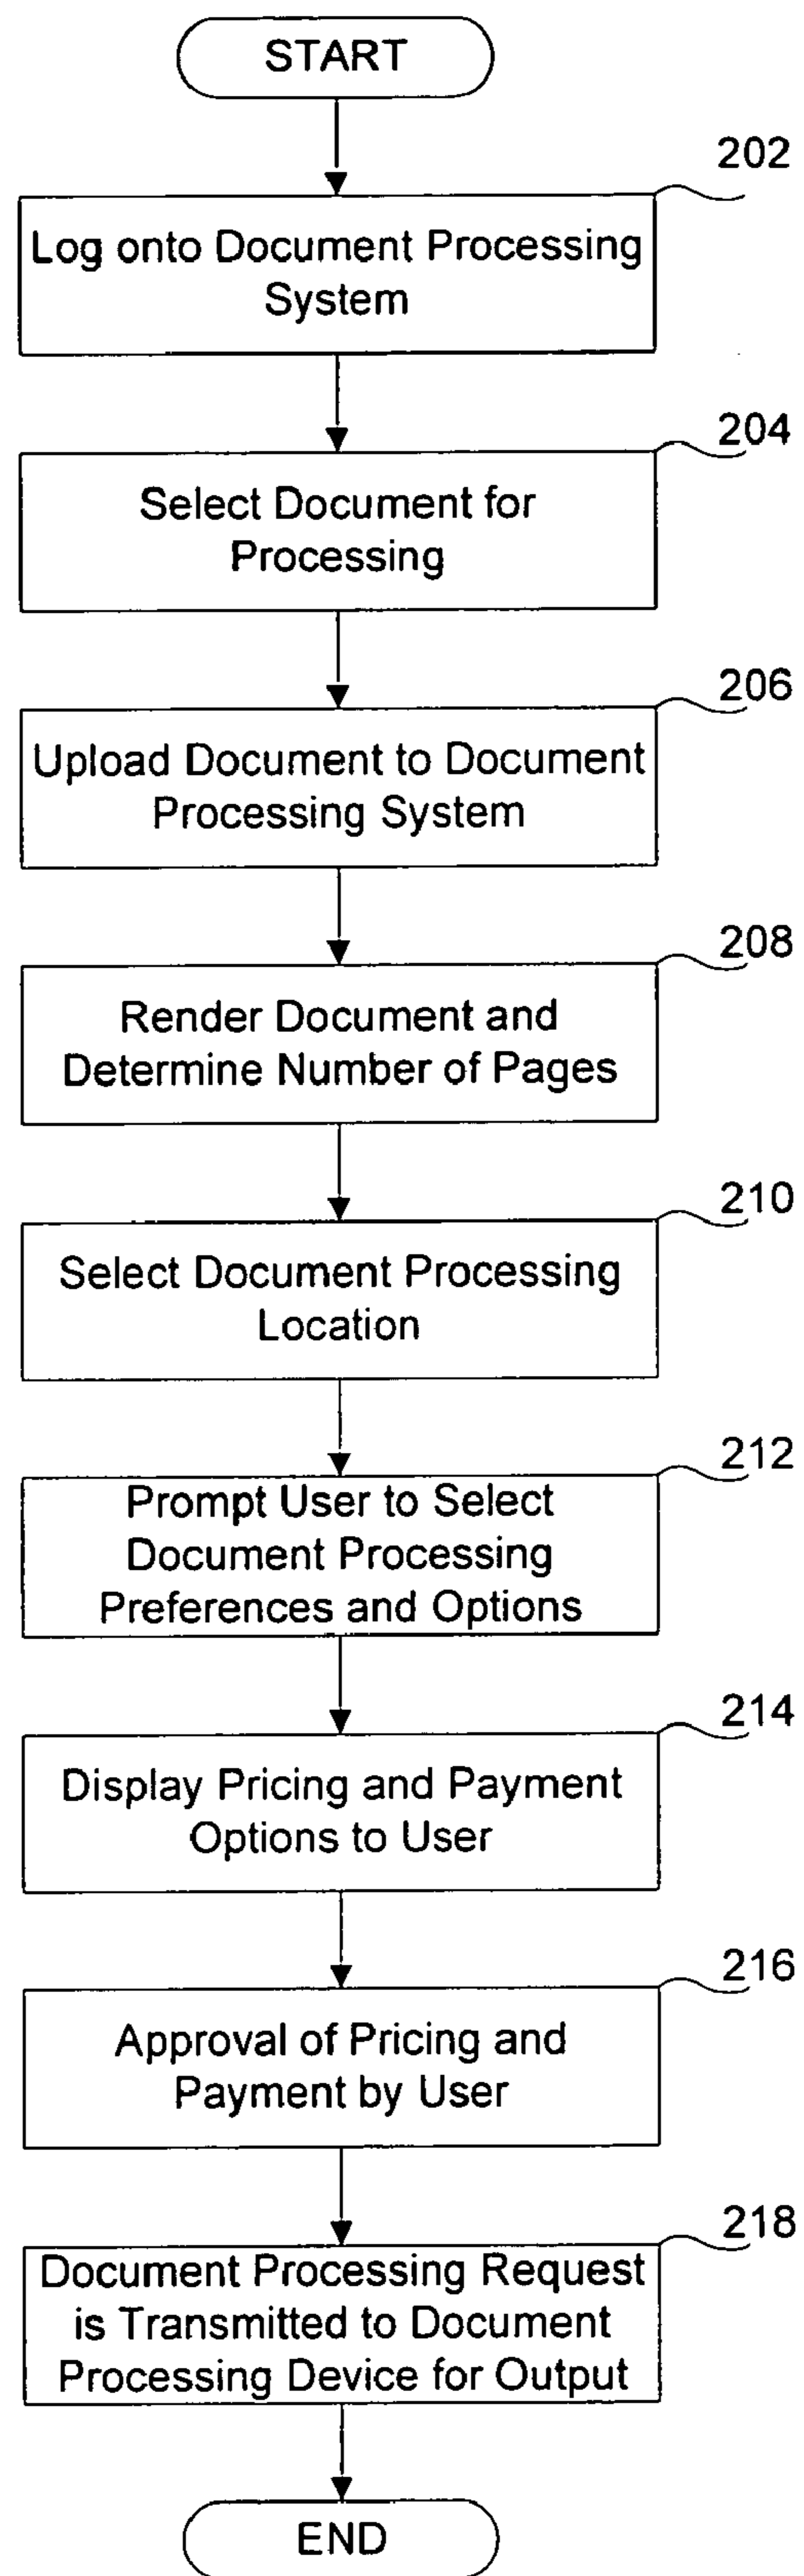 START
202
Log onto Document Processing
System
204
Select Document for
Processing
206
Upload Document to Document
Processing System
208
Render Document and
Determine Number of Pages
210
Select Document Processing
Location
212
Prompt User to Select
Document Processing
Preferences and Options
214
Display Pricing and Payment
Options to User
216
Approval of Pricing and
Payment by User
218
Document Processing Request
is Transmitted to Document
Processing Device for Output
END